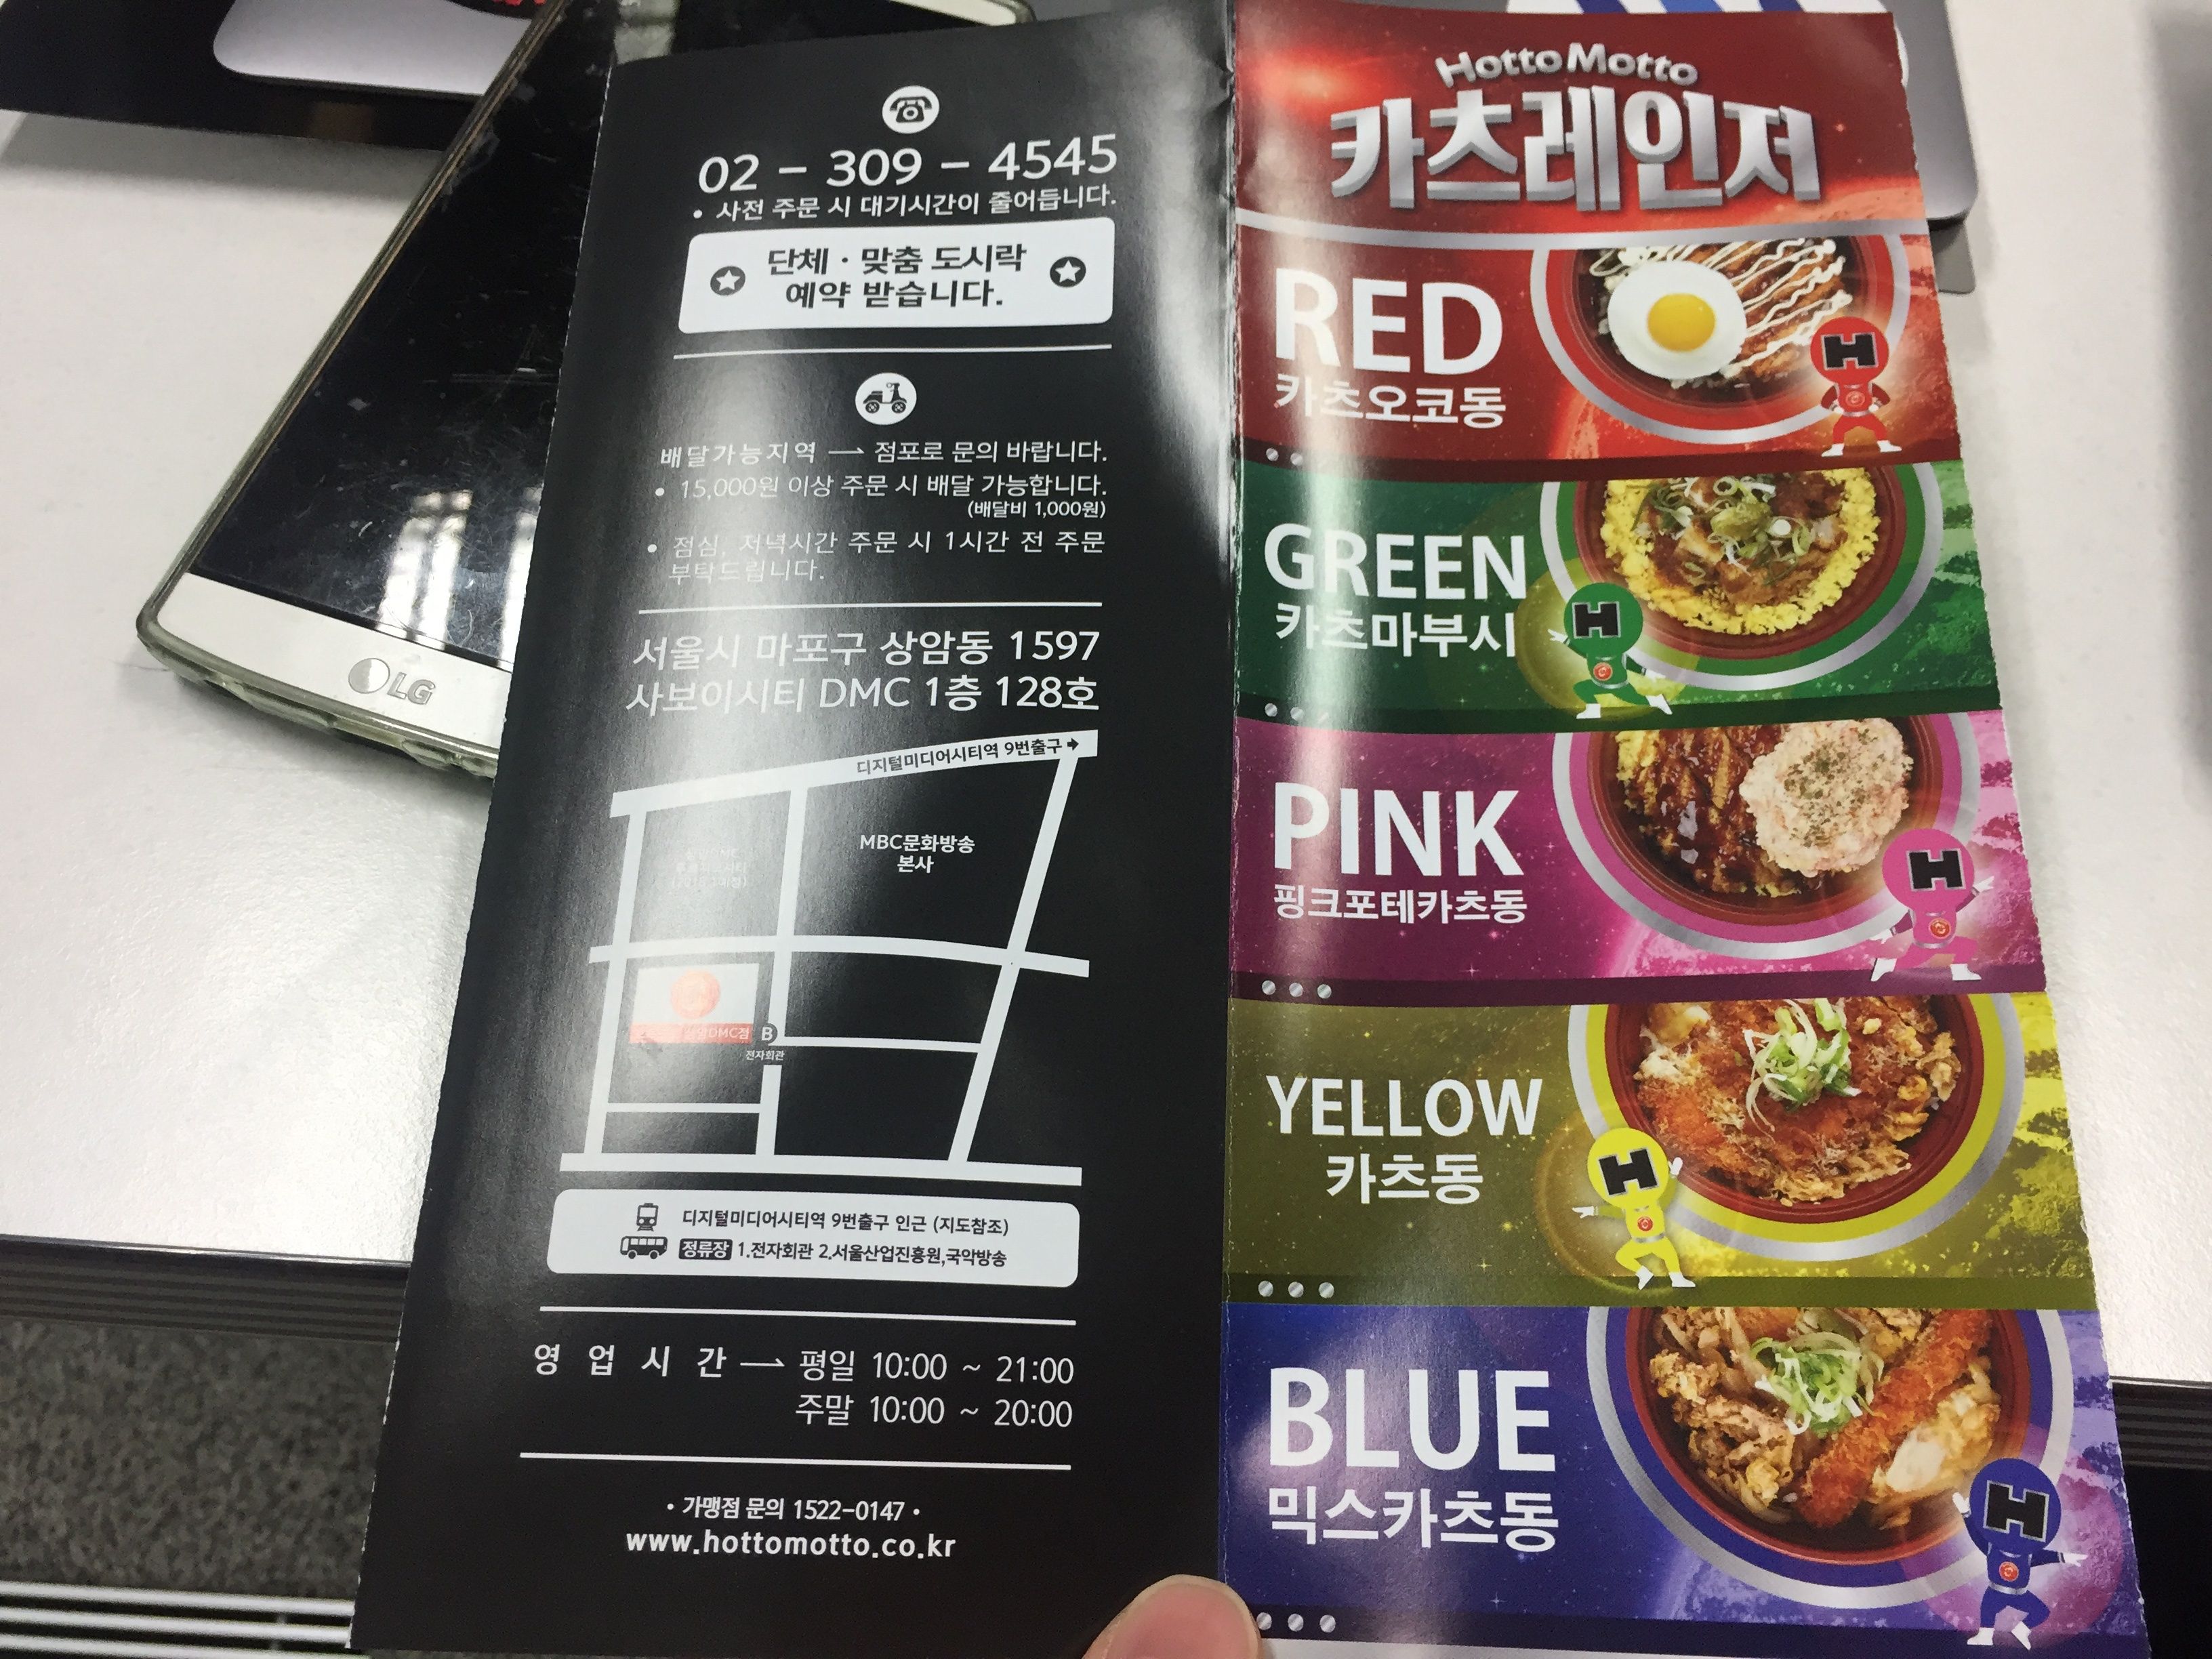 02 - 309 - 4545
• 사전 주문 시 대기시간이 줄어듭니다.
단체 · 맞춤 도시락
예약 받습니다.
배달가능지역 → 점포로 문의 바랍니다.
• 15,000원 이상 주문 시 배달 가능합니다.
(배달비 1,000원)
• 점심, 저녁시간 주문 시 1시간 전 주문
부탁드립니다.
서울시 마포구 상암동 1597
사보이시티 DMC 1층 128호
디지털미디어시티역 9번출구 →
MBC문화방송
본사
DMC점
B
전자회관
디지털미디어시티역 9번출구 인근 (지도참조)
정류장 1.전자회관 2.서울산업진흥원,국악방송
영업시간 → 평일 10:00 ~ 21:00
주말 10:00 ~ 20:00
• 가맹점 문의 1522-0147 •
www.hottomotto.co.kr
HottoMotto
카츠레인저
RED
카츠오코동
H
GREEN
카츠마부시
H
PINK
핑크포테카츠동
H
YELLOW
카츠동
H
BLUE
믹스카츠동
H
LG